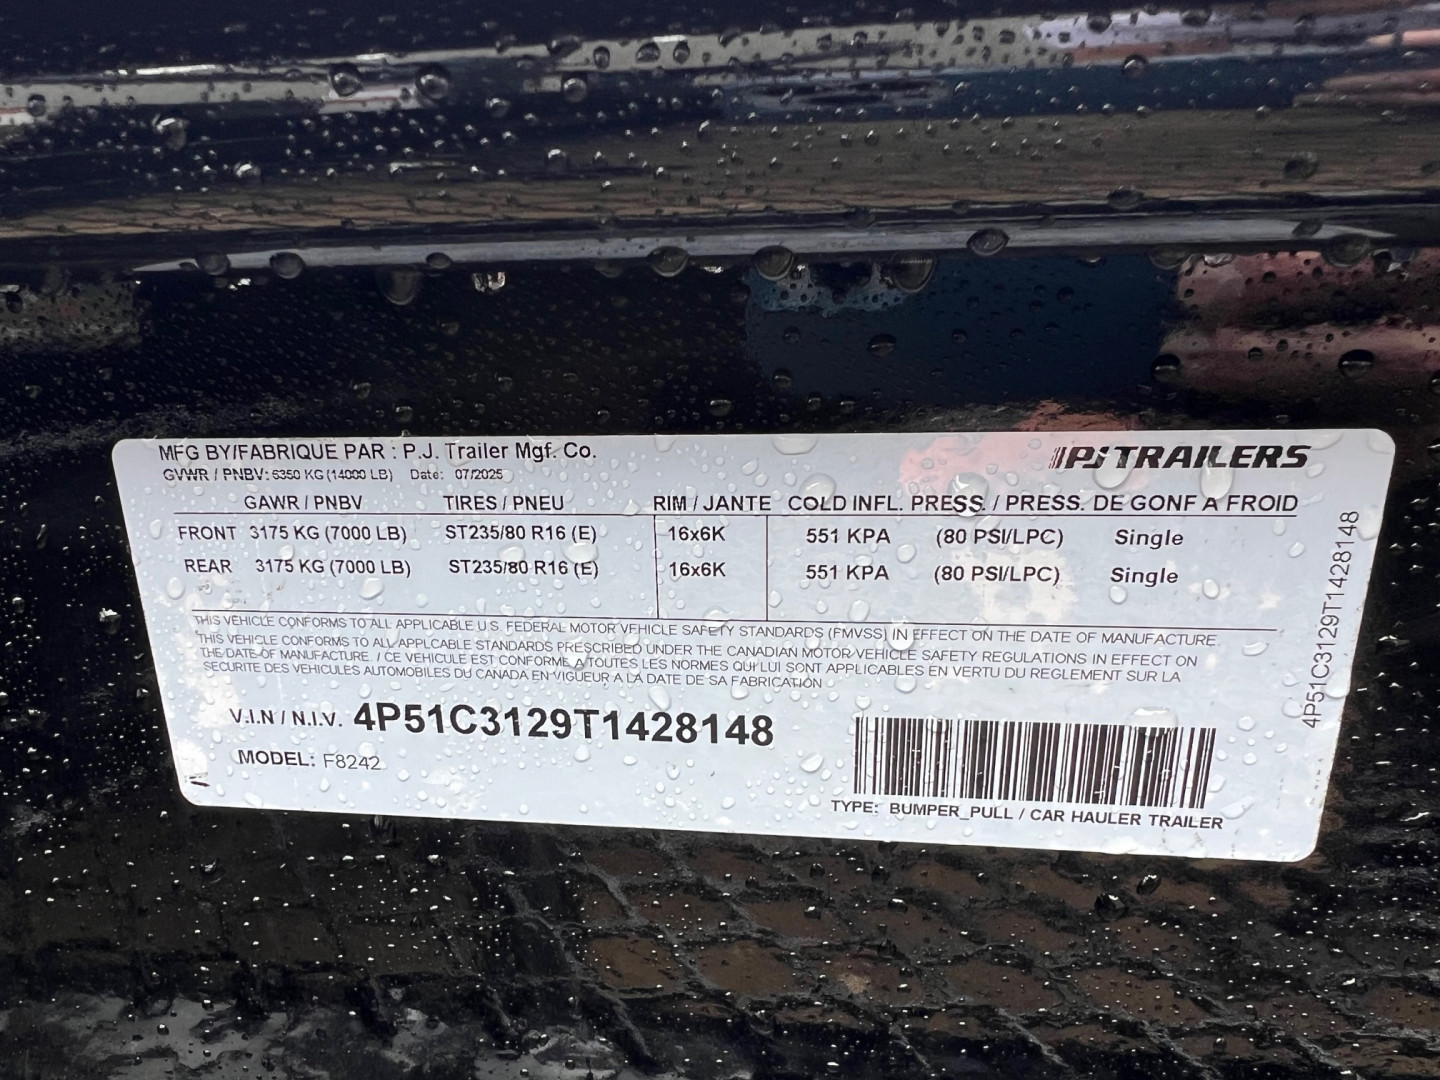 MFG BY/FABRIQUE PAR : P.J. Trailer Mgf. Co.
PJ TRAILERS
GVWR / PNBV: 6350 KG (14000 LB) Date: 07/2025
GAWR / PNBV TIRES / PNEU RIM / JANTE COLD INFL. PRESS. / PRESS. DE GONF A FROID
FRONT 3175 KG (7000 LB) ST235/80 R16 (E) 16x6K 551 KPA (80 PSI/LPC) Single
REAR 3175 KG (7000 LB) ST235/80 R16 (E) 16x6K 551 KPA (80 PSI/LPC) Single
THIS VEHICLE CONFORMS TO ALL APPLICABLE U.S. FEDERAL MOTOR VEHICLE SAFETY STANDARDS (FMVSS) IN EFFECT ON THE DATE OF MANUFACTURE.
THIS VEHICLE CONFORMS TO ALL APPLICABLE STANDARDS PRESCRIBED UNDER THE CANADIAN MOTOR VEHICLE SAFETY REGULATIONS IN EFFECT ON
THE DATE OF MANUFACTURE. / CE VEHICULE EST CONFORME A TOUTES LES NORMES QUI LUI SONT APPLICABLES EN VERTU DU REGLEMENT SUR LA
SECURITE DES VEHICULES AUTOMOBILES DU CANADA EN VIGUEUR A LA DATE DE SA FABRICATION
V.I.N / N.I.V. 4P51C3129T1428148
MODEL: F8242
TYPE: BUMPER_PULL / CAR HAULER TRAILER
4P51C3129T1428148